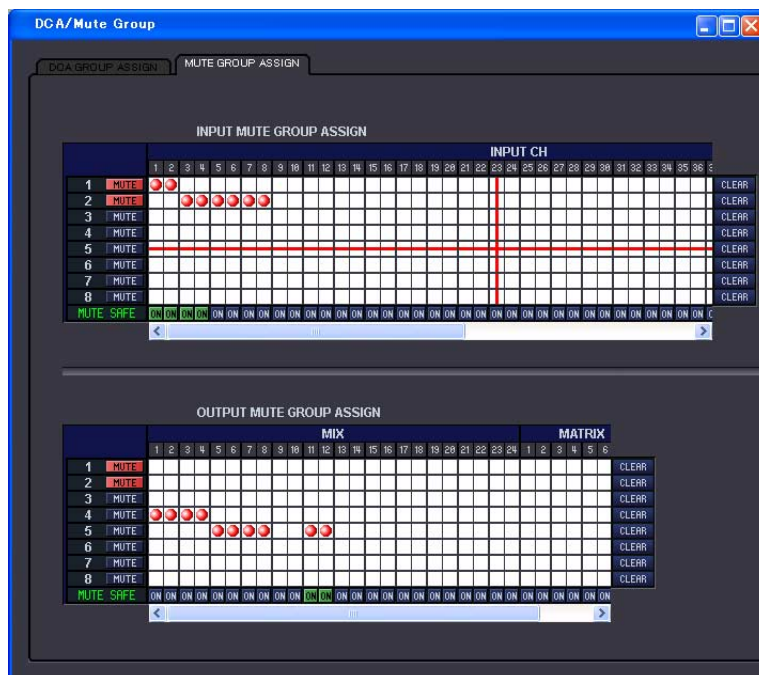 DCA/Mute Group
DCA GROUP ASSIGN MUTE GROUP ASSIGN
INPUT MUTE GROUP ASSIGN
INPUT CH
1 2 3 4 5 6 7 8 9 10 11 12 13 14 15 16 17 18 19 20 21 22 23 24 25 26 27 28 29 30 31 32 33 34 35 36
1 MUTE CLEAR
2 MUTE CLEAR
3 MUTE CLEAR
4 MUTE CLEAR
5 MUTE CLEAR
6 MUTE CLEAR
7 MUTE CLEAR
8 MUTE CLEAR
MUTE SAFE ON ON ON ON ON ON ON ON ON ON ON ON ON ON ON ON ON ON ON ON ON ON ON ON ON ON ON ON ON ON ON ON ON ON ON ON
OUTPUT MUTE GROUP ASSIGN
MIX MATRIX
1 2 3 4 5 6 7 8 9 10 11 12 13 14 15 16 17 18 19 20 21 22 23 24 1 2 3 4 5 6
1 MUTE CLEAR
2 MUTE CLEAR
3 MUTE CLEAR
4 MUTE CLEAR
5 MUTE CLEAR
6 MUTE CLEAR
7 MUTE CLEAR
8 MUTE CLEAR
MUTE SAFE ON ON ON ON ON ON ON ON ON ON ON ON ON ON ON ON ON ON ON ON ON ON ON ON ON ON ON ON ON ON